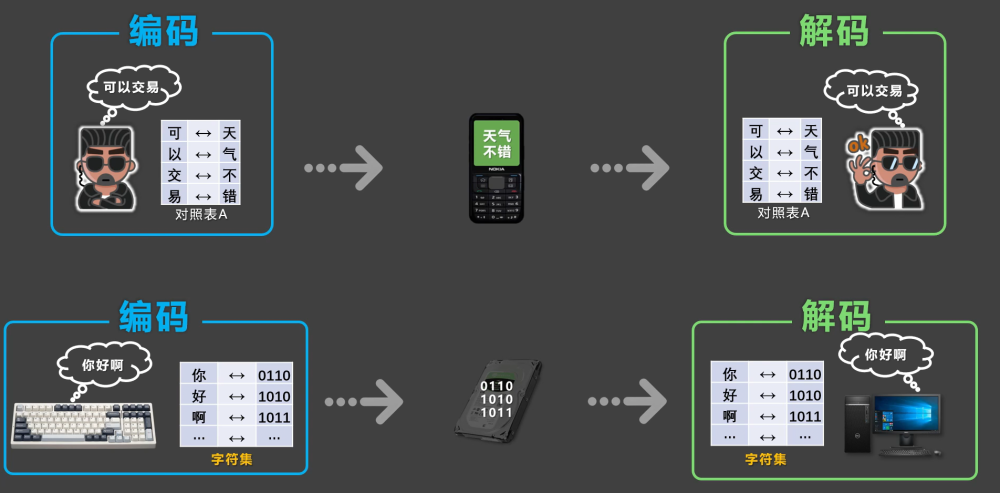 编码
可以交易
可 ↔ 天
以 ↔ 气
交 ↔ 不
易 ↔ 错
对照表A
天气
不错
NOKIA
解码
可以交易
可 ↔ 天
以 ↔ 气
交 ↔ 不
易 ↔ 错
对照表A
ok
编码
你好啊
你 ↔ 0110
好 ↔ 1010
啊 ↔ 1011
… ↔ …
字符集
0110
1010
1011
解码
你好啊
你 ↔ 0110
好 ↔ 1010
啊 ↔ 1011
… ↔ …
字符集